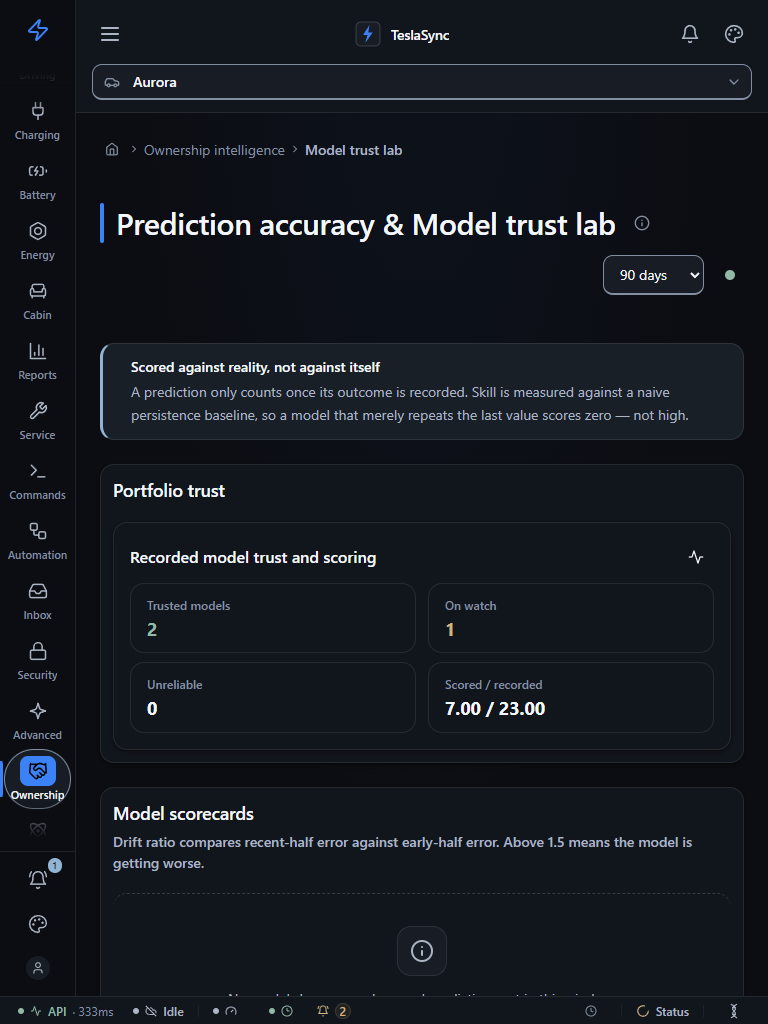 TeslaSync
Aurora
Driving
Charging
Battery
Energy
Cabin
Reports
Service
Commands
Automation
Inbox
Security
Advanced
Ownership
1
Ownership intelligence
Model trust lab
Prediction accuracy & Model trust lab
90 days
Scored against reality, not against itself
A prediction only counts once its outcome is recorded. Skill is measured against a naive
persistence baseline, so a model that merely repeats the last value scores zero — not high.
Portfolio trust
Recorded model trust and scoring
Trusted models
2
On watch
1
Unreliable
0
Scored / recorded
7.00 / 23.00
Model scorecards
Drift ratio compares recent-half error against early-half error. Above 1.5 means the model is
getting worse.
API · 333ms
Idle
2
Status